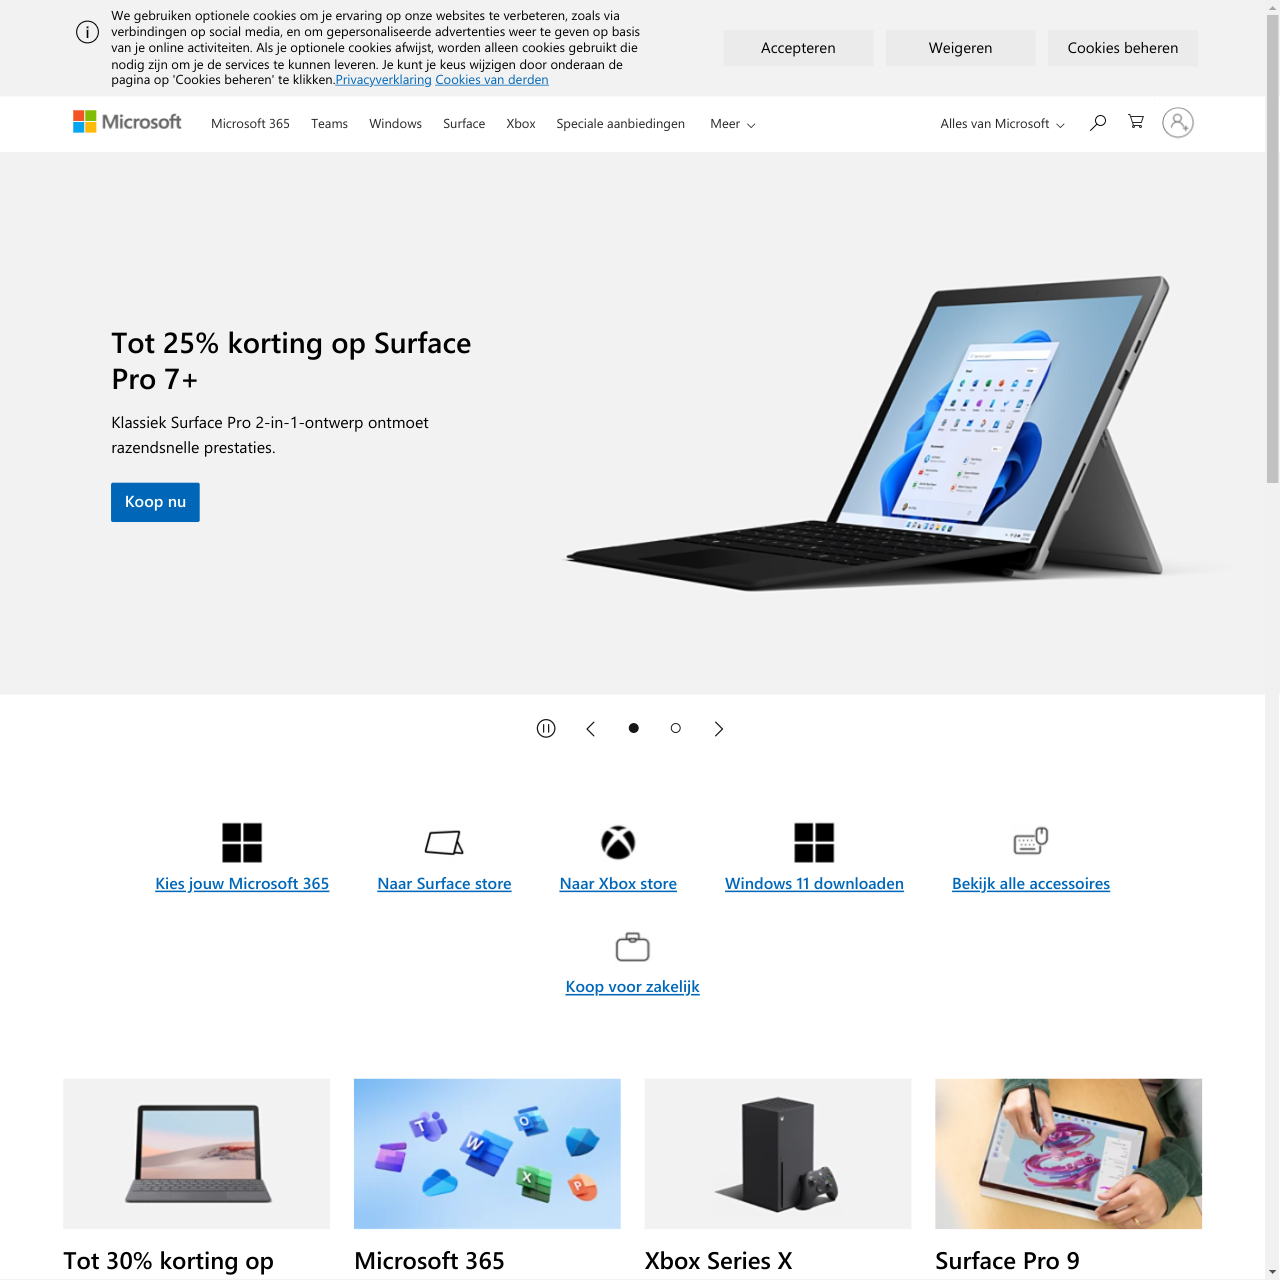 We gebruiken optionele cookies om je ervaring op onze websites te verbeteren, zoals via
verbindingen op social media, en om gepersonaliseerde advertenties weer te geven op basis
van je online activiteiten. Als je optionele cookies afwijst, worden alleen cookies gebruikt die
nodig zijn om je de services te kunnen leveren. Je kunt je keus wijzigen door onderaan de
pagina op 'Cookies beheren' te klikken.Privacyverklaring Cookies van derden
Accepteren
Weigeren
Cookies beheren
Microsoft
Microsoft 365
Teams
Windows
Surface
Xbox
Speciale aanbiedingen
Meer
Alles van Microsoft
Tot 25% korting op Surface
Pro 7+
Klassiek Surface Pro 2-in-1-ontwerp ontmoet
razendsnelle prestaties.
Koop nu
Kies jouw Microsoft 365
Naar Surface store
Naar Xbox store
Windows 11 downloaden
Bekijk alle accessoires
Koop voor zakelijk
T
W
O
X
P
Tot 30% korting op
Microsoft 365
Xbox Series X
Surface Pro 9